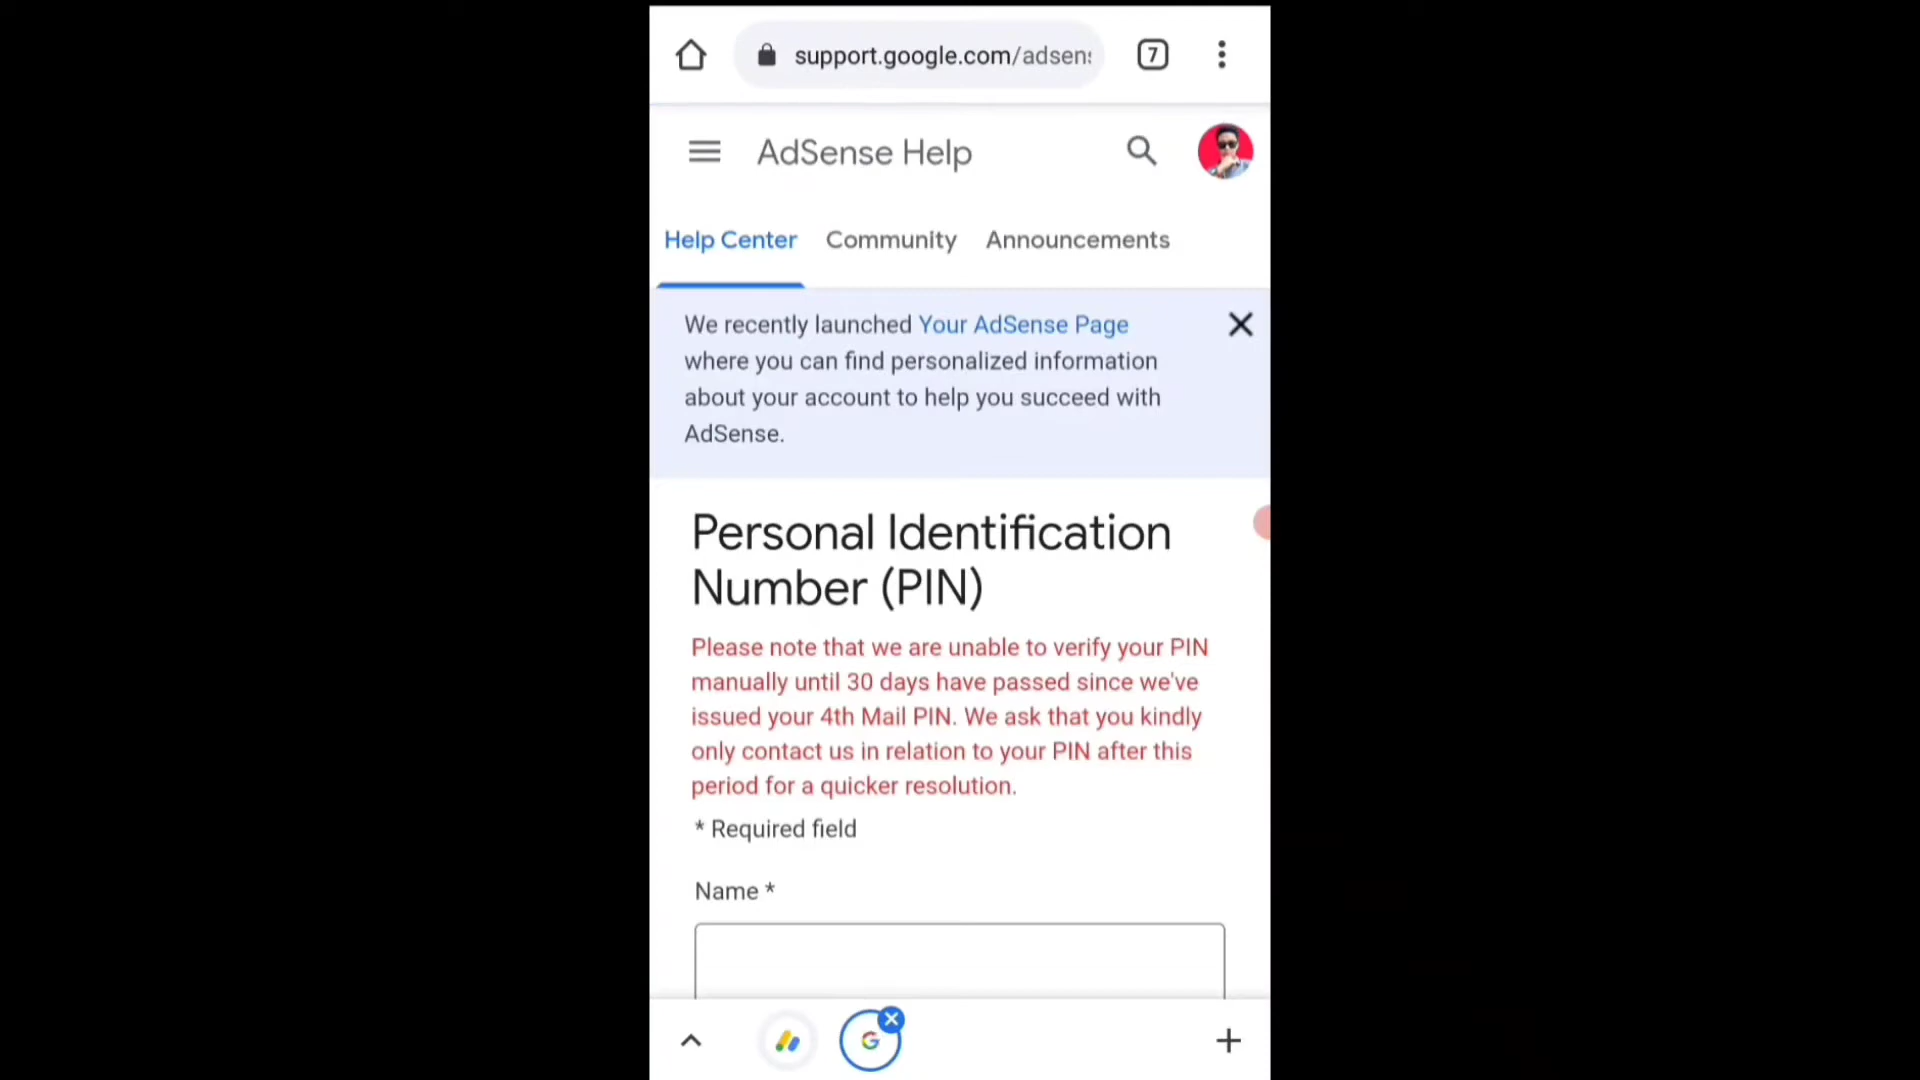 support.google.com/adsens
7
AdSense Help
Help Center Community Announcements
We recently launched Your AdSense Page
where you can find personalized information
about your account to help you succeed with
AdSense.
Personal Identification
Number (PIN)
Please note that we are unable to verify your PIN
manually until 30 days have passed since we've
issued your 4th Mail PIN. We ask that you kindly
only contact us in relation to your PIN after this
period for a quicker resolution.
* Required field
Name *